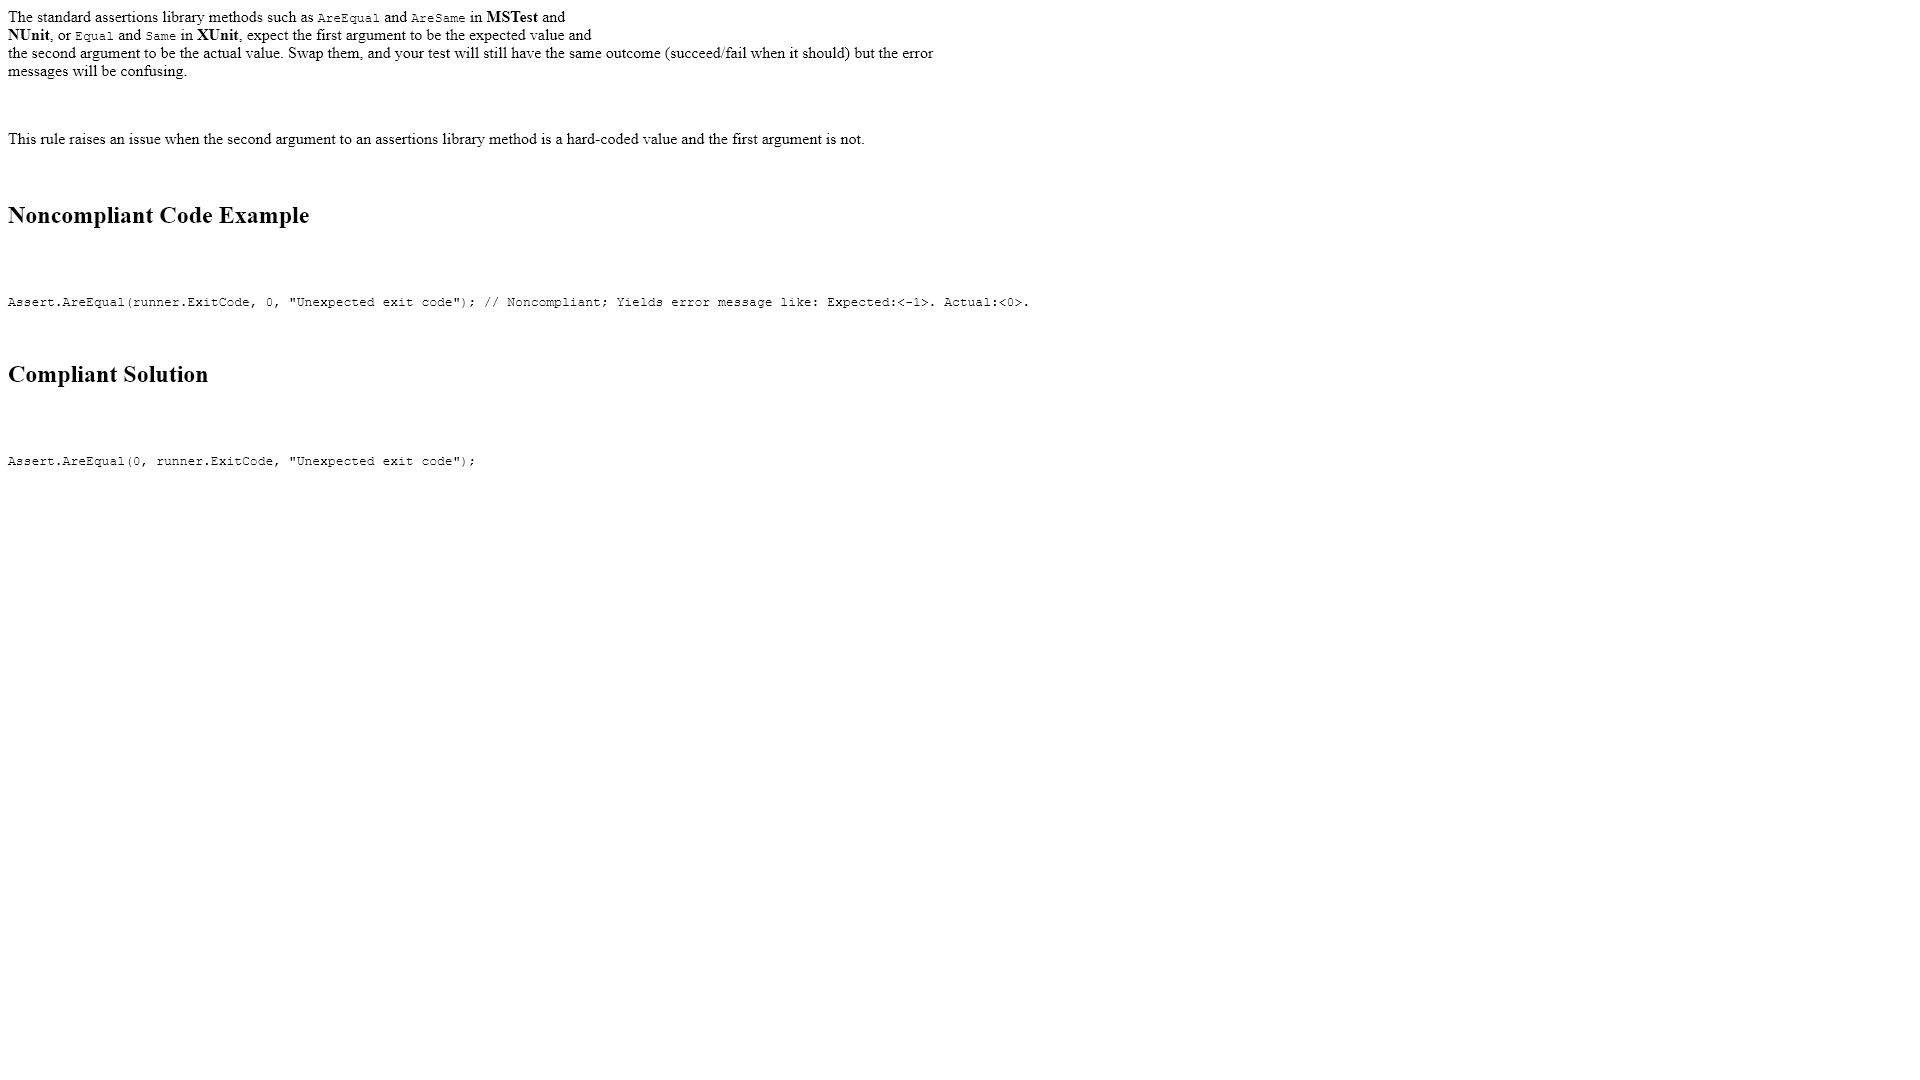 The standard assertions library methods such as AreEqual and AreSame in MSTest and
NUnit, or Equal and Same in XUnit, expect the first argument to be the expected value and
the second argument to be the actual value. Swap them, and your test will still have the same outcome (succeed/fail when it should) but the error
messages will be confusing.
This rule raises an issue when the second argument to an assertions library method is a hard-coded value and the first argument is not.
Noncompliant Code Example
Assert.AreEqual(runner.ExitCode, 0, "Unexpected exit code"); // Noncompliant; Yields error message like: Expected:<-1>. Actual:<0>.
Compliant Solution
Assert.AreEqual(0, runner.ExitCode, "Unexpected exit code");